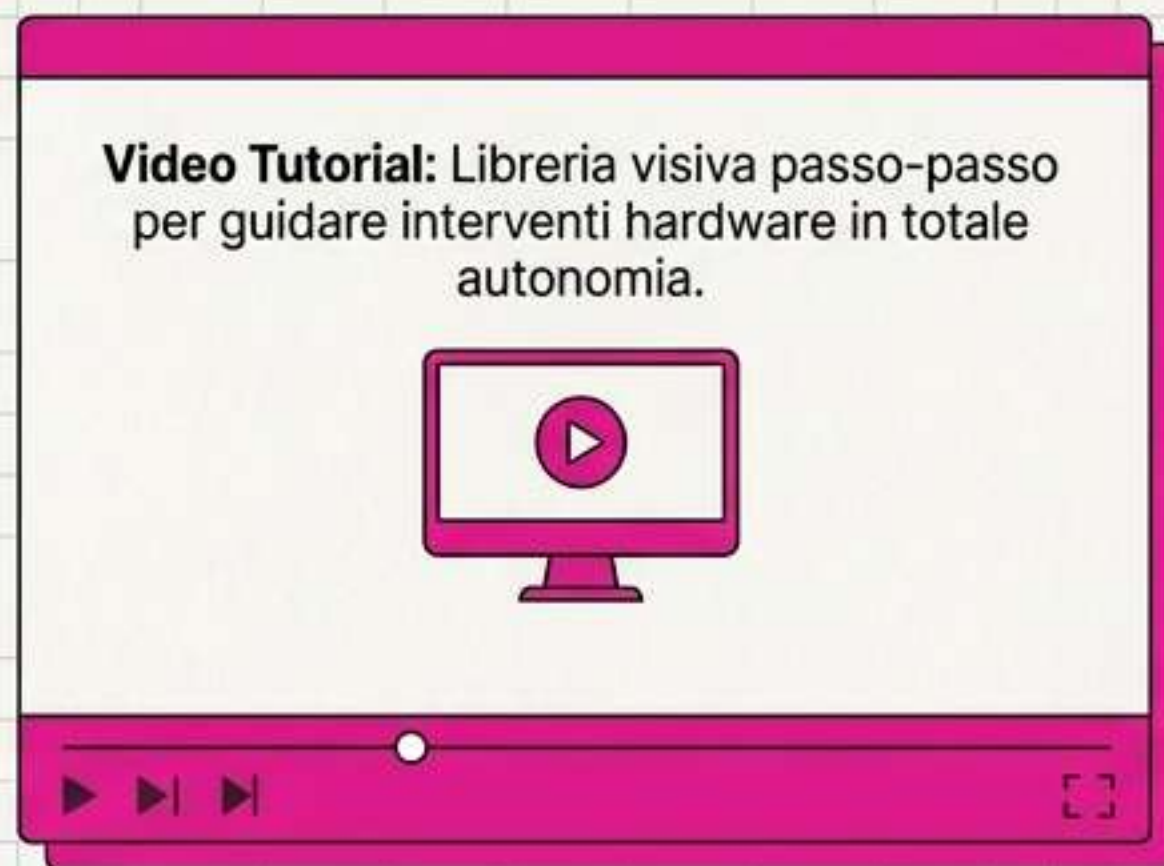 Video Tutorial: Libreria visiva passo-passo
per guidare interventi hardware in totale
autonomia.